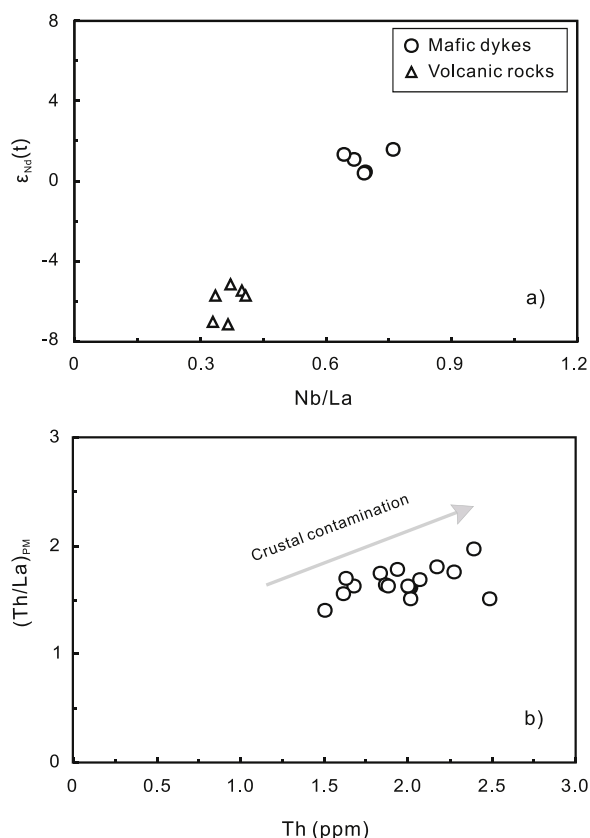 8
4
0
-4
-8
εNd(t)
Mafic dykes
Volcanic rocks
a)
0 0.3 0.6 0.9 1.2
Nb/La
3
2
1
0
(Th/La)PM
Crustal contamination
b)
0 0.5 1.0 1.5 2.0 2.5 3.0
Th (ppm)